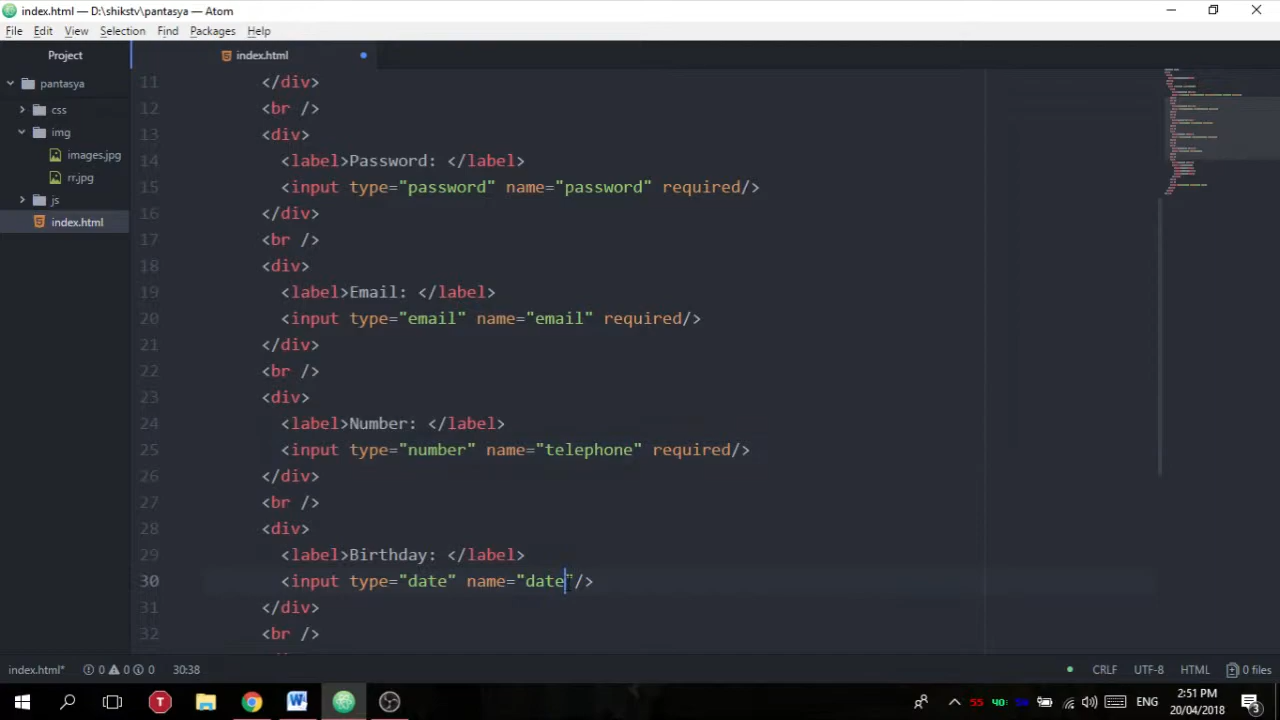 index.html — D:\shikstv\pantasya — Atom
File Edit View Selection Find Packages Help
Project
index.html
pantasya
css
img
images.jpg
rr.jpg
js
index.html
11 </div>
12 <br />
13 <div>
14 <label>Password: </label>
15 <input type="password" name="password" required/>
16 </div>
17 <br />
18 <div>
19 <label>Email: </label>
20 <input type="email" name="email" required/>
21 </div>
22 <br />
23 <div>
24 <label>Number: </label>
25 <input type="number" name="telephone" required/>
26 </div>
27 <br />
28 <div>
29 <label>Birthday: </label>
30 <input type="date" name="date"/>
31 </div>
32 <br />
index.html* 0 0 0 30:38 CRLF UTF-8 HTML 0 files
T W 55 40 ENG 2:51 PM
20/04/2018 3